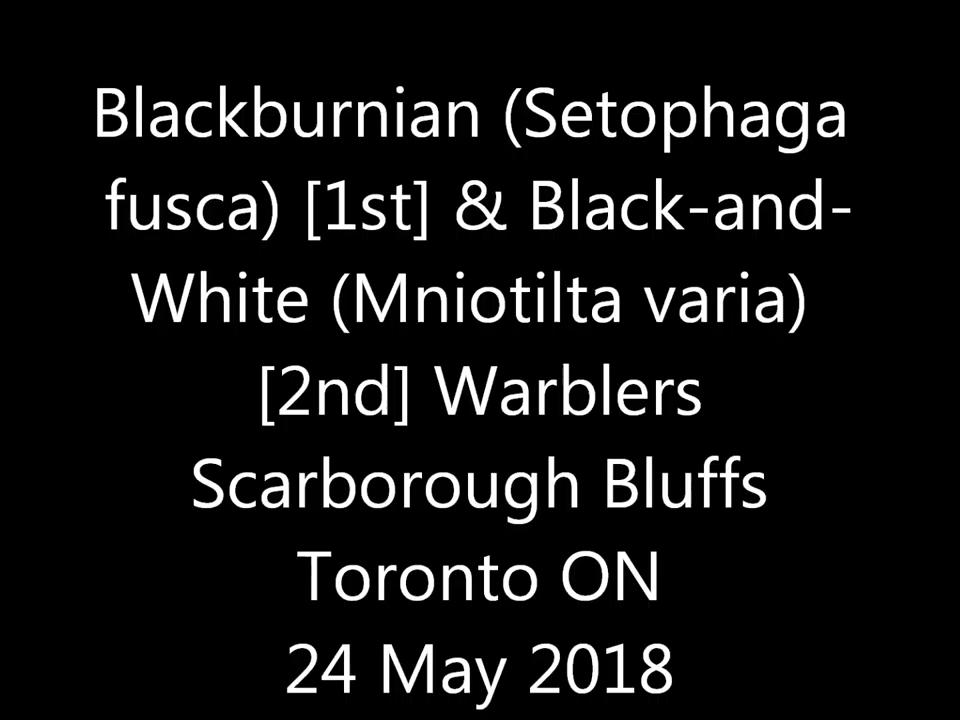 Blackburnian (Setophaga
fusca) [1st] & Black-and-
White (Mniotilta varia)
[2nd] Warblers
Scarborough Bluffs
Toronto ON
24 May 2018